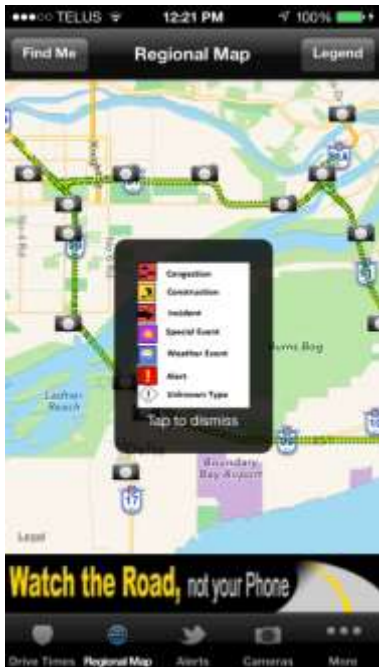 TELUS 12:21 PM 100%
Find Me Regional Map Legend
91
99
Congestion
Construction
Incident
Special Event
Weather Event
Alert
Unknown Type
Tap to dismiss
Burns Bog
Ladner
Reach
Boundary
Bay Airport
17
Legal
Watch the Road, not your Phone
Drive Times Regional Map Alerts Cameras More